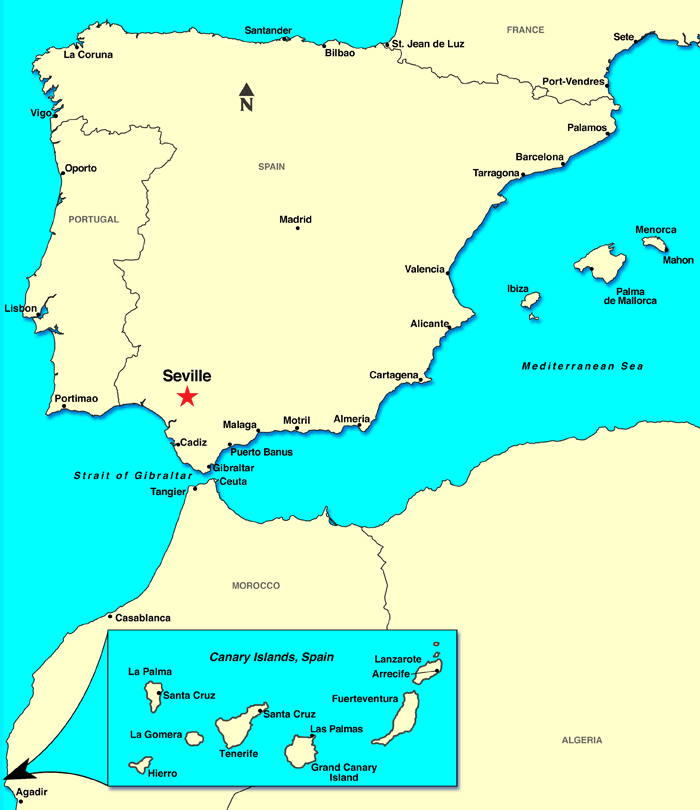 FRANCE
Santander
Sete
St. Jean de Luz
La Coruna
Bilbao
Port-Vendres
N
Vigo
Palamos
Barcelona
SPAIN
Oporto
Tarragona
PORTUGAL
Madrid
Menorca
Mahon
Valencia
Ibiza
Palma
de Mallorca
Lisbon
Alicante
Mediterranean Sea
Seville
Cartagena
Portimao
Almeria
Motril
Malaga
Cadiz
Puerto Banus
Gibraltar
Strait of Gibraltar
Ceuta
Tangier
MOROCCO
Casablanca
Canary Islands, Spain
Lanzarote
La Palma
Arrecife
Santa Cruz
Fuerteventura
Santa Cruz
Las Palmas
La Gomera
ALGERIA
Tenerife
Hierro
Grand Canary
Island
Agadir